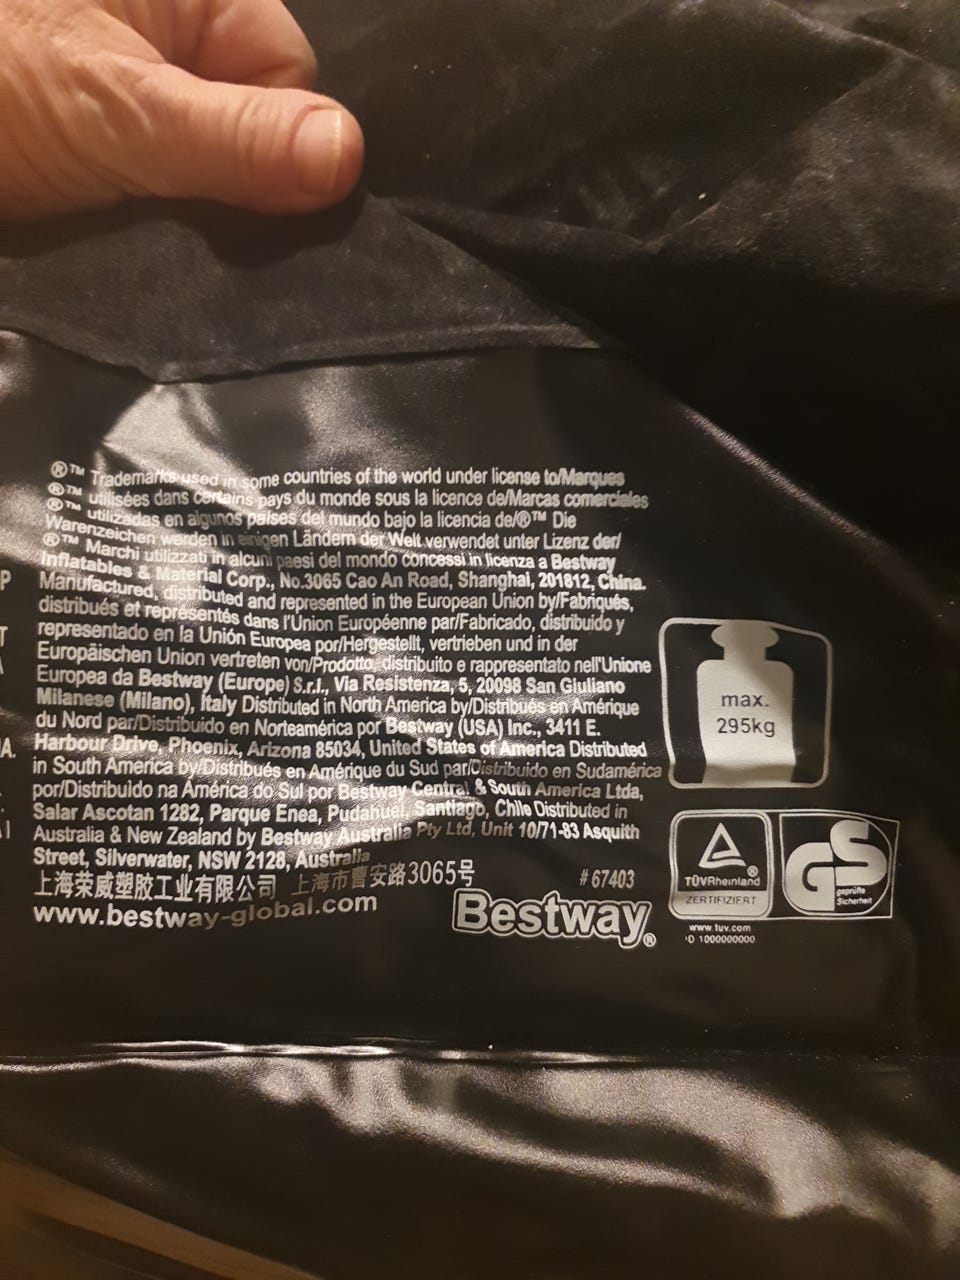 ®™ Trademarks used in some countries of the world under license to/Marques
®™ utilisées dans certains pays du monde sous la licence de/Marcas comerciales
®™ utilizadas en algunos países del mundo bajo la licencia de/®™ Die
Warenzeichen werden in einigen Ländern der Welt verwendet unter Lizenz der/
®™ Marchi utilizzati in alcuni paesi del mondo concessi in licenza a Bestway
Inflatables & Material Corp., No.3065 Cao An Road, Shanghai, 201812, China.
Manufactured, distributed and represented in the European Union by/Fabriqués,
distribués et représentés dans l'Union Européenne par/Fabricado, distribuido y
representado en la Unión Europea por/Hergestellt, vertrieben und in der
Europäischen Union vertreten von/Prodotto, distribuito e rappresentato nell'Unione
Europea da Bestway (Europe) S.r.l., Via Resistenza, 5, 20098 San Giuliano
Milanese (Milano), Italy Distributed in North America by/Distribués en Amérique
du Nord par/Distribuido en Norteamérica por Bestway (USA) Inc., 3411 E.
Harbour Drive, Phoenix, Arizona 85034, United States of America Distributed
in South America by/Distribués en Amérique du Sud par/Distribuido en Sudamérica
por/Distribuido na América do Sul por Bestway Central & South America Ltda,
Salar Ascotan 1282, Parque Enea, Pudahuel, Santiago, Chile Distributed in
Australia & New Zealand by Bestway Australia Pty Ltd, Unit 10/71-83 Asquith
Street, Silverwater, NSW 2128, Australia
上海荣威塑胶工业有限公司 上海市曹安路3065号
www.bestway-global.com
#67403
Bestway®
max.
295kg
TÜVRheinland®
ZERTIFIZIERT
www.tuv.com
ID 1000000000
GS
geprüfte
Sicherheit